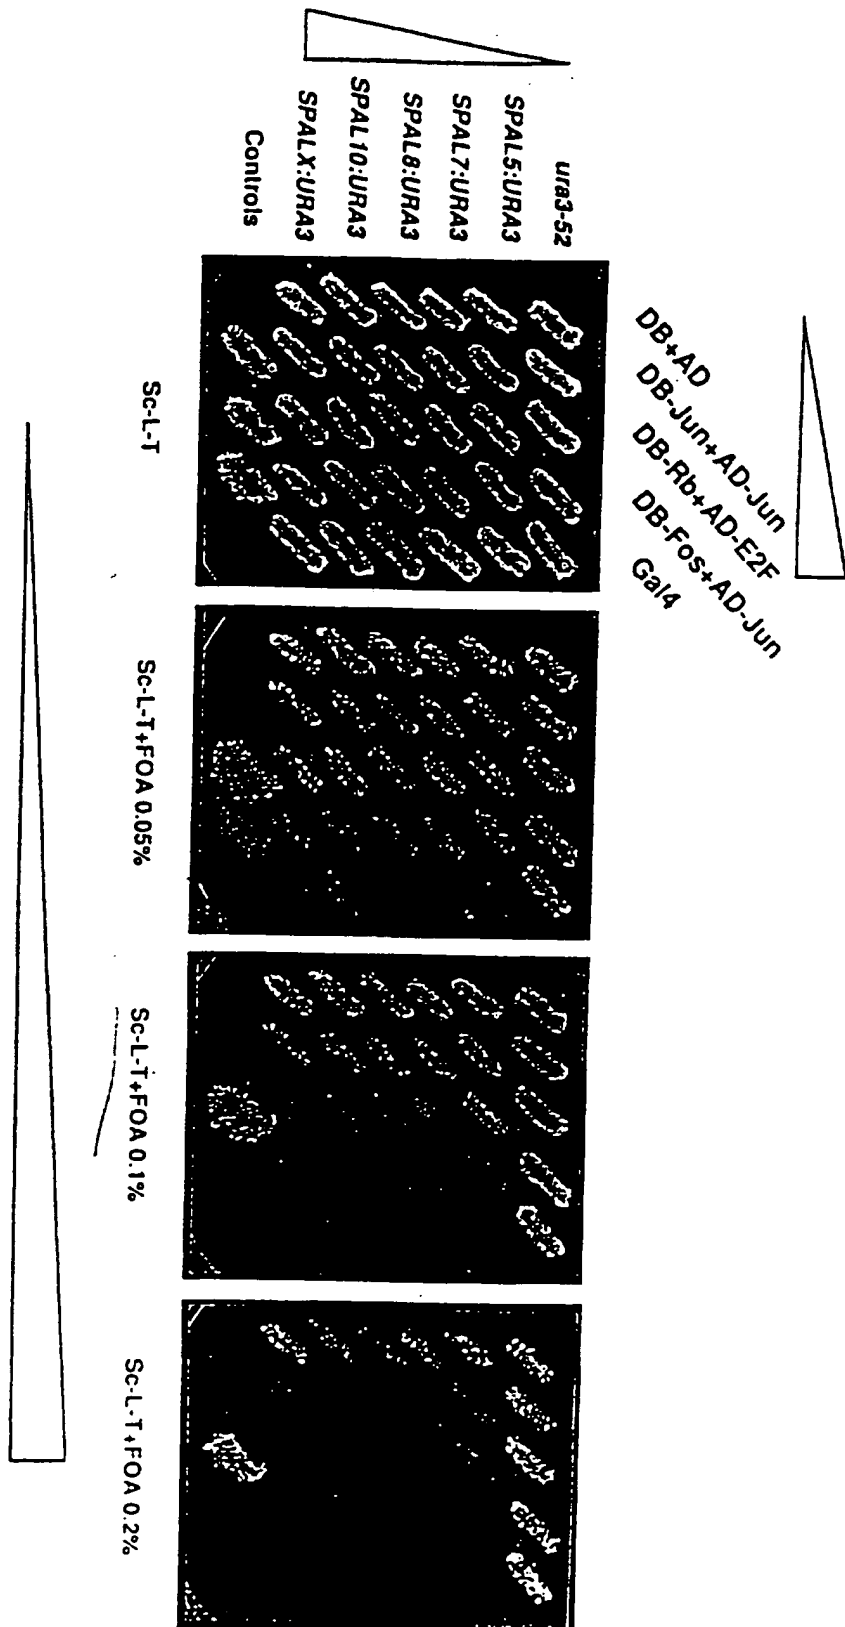 DB+AD
DB-Jun+AD-Jun
DB-Rb+AD-E2F
DB-Fos+AD-Jun
Gal4
ura3-52
SPAL5:URA3
SPAL7:URA3
SPAL8:URA3
SPAL10:URA3
SPALX:URA3
Controls
Sc-L-T
Sc-L-T+FOA 0.05%
Sc-L-T+FOA 0.1%
Sc-L-T+FOA 0.2%